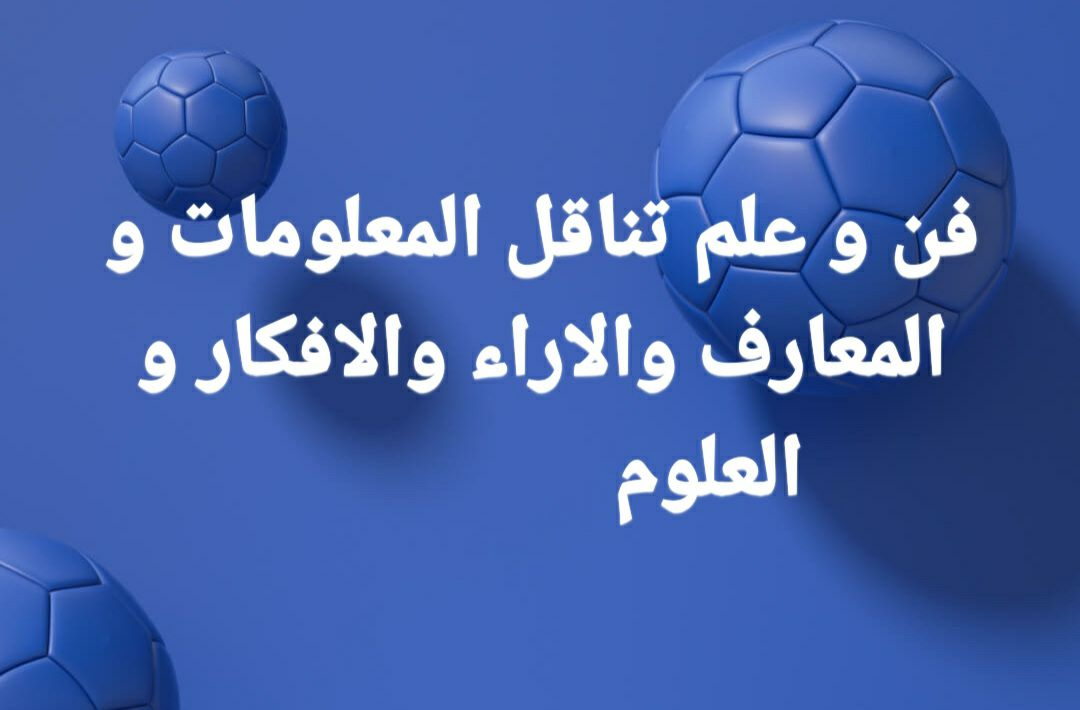 فن و علم تناقل المعلومات و
المعارف والاراء والافكار و
العلوم